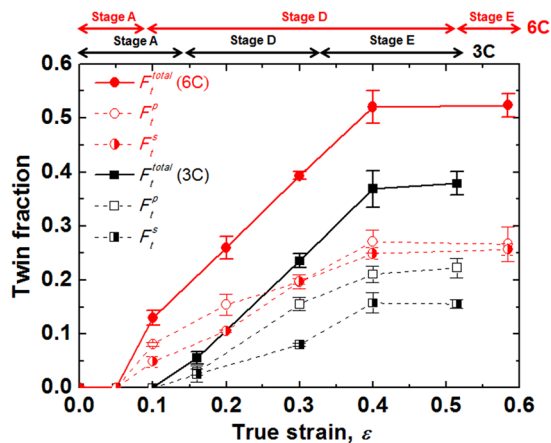 Stage A Stage D Stage E 6C
Stage A Stage D Stage E 3C
F_t^total (6C)
F_t^p
F_t^s
F_t^total (3C)
F_t^p
F_t^s
Twin fraction
0.6
0.5
0.4
0.3
0.2
0.1
0.0
0.0 0.1 0.2 0.3 0.4 0.5 0.6
True strain, ε